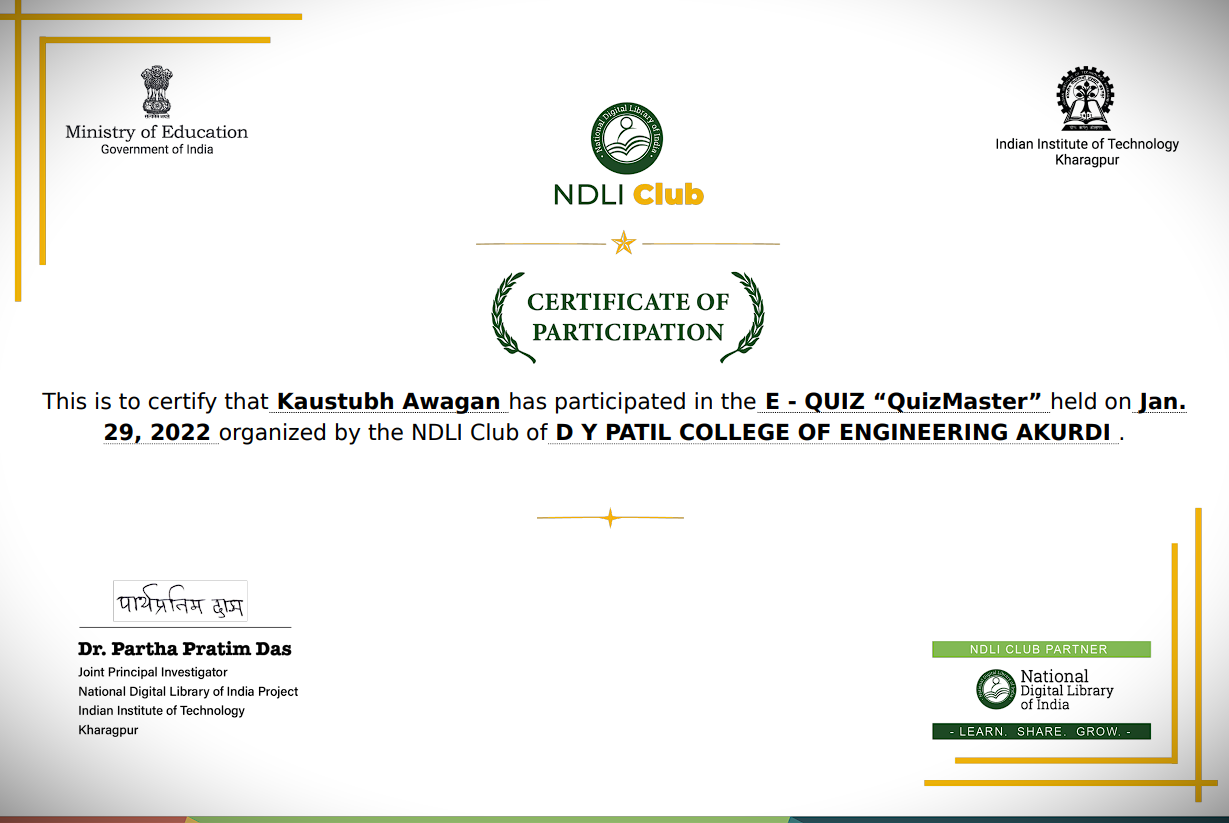 Ministry of Education
Government of India
National Digital Library of India
NDLI Club
Indian Institute of Technology
Kharagpur
CERTIFICATE OF
PARTICIPATION
This is to certify that Kaustubh Awagan has participated in the E - QUIZ “QuizMaster” held on Jan.
29, 2022 organized by the NDLI Club of D Y PATIL COLLEGE OF ENGINEERING AKURDI .
पार्थप्रतिम दास
Dr. Partha Pratim Das
Joint Principal Investigator
National Digital Library of India Project
Indian Institute of Technology
Kharagpur
NDLI CLUB PARTNER
National
Digital Library
of India
- LEARN. SHARE. GROW. -